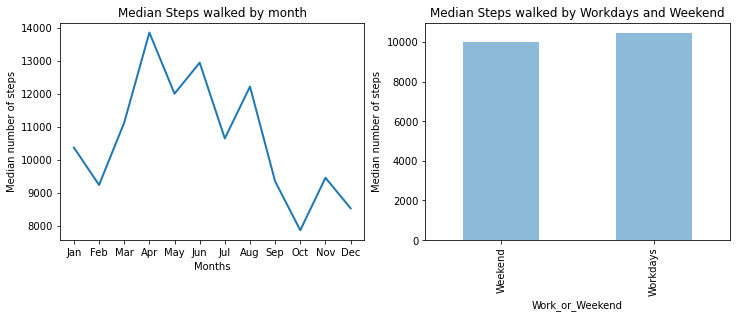 Median Steps walked by month
Median number of steps
14000
13000
12000
11000
10000
9000
8000
Jan Feb Mar Apr May Jun Jul Aug Sep Oct Nov Dec
Months
Median Steps walked by Workdays and Weekend
Median number of steps
10000
8000
6000
4000
2000
0
Weekend
Workdays
Work_or_Weekend